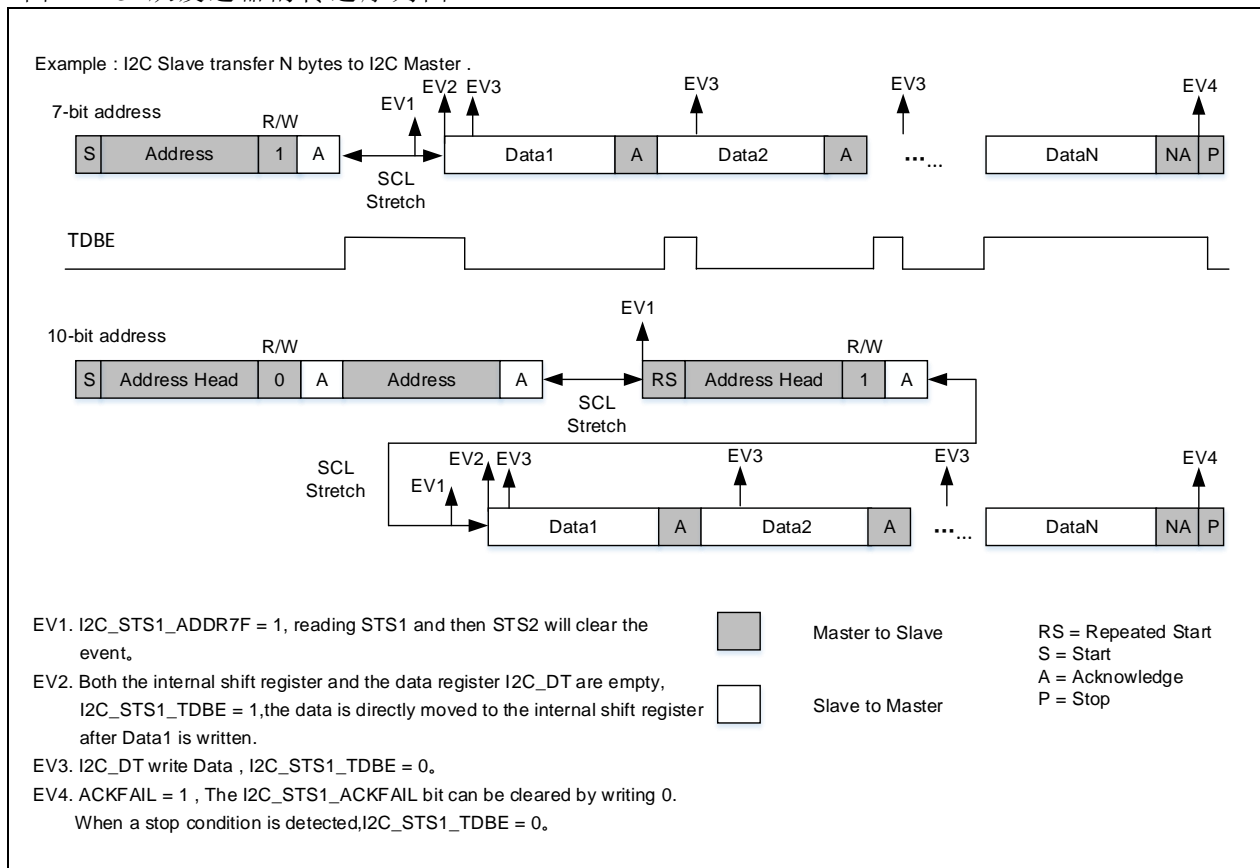 Example : I2C Slave transfer N bytes to I2C Master .
7-bit address
R/W
EV1
EV2
EV3
EV3
EV3
EV4
S
Address
1
A
SCL
Stretch
Data1
A
Data2
A
......
DataN
NA
P
TDBE
10-bit address
R/W
EV1
R/W
S
Address Head
0
A
Address
A
SCL
Stretch
RS
Address Head
1
A
SCL
Stretch
EV1
EV2
EV3
EV3
EV3
EV4
Data1
A
Data2
A
......
DataN
NA
P
EV1. I2C_STS1_ADDR7F = 1, reading STS1 and then STS2 will clear the
event。
EV2. Both the internal shift register and the data register I2C_DT are empty,
I2C_STS1_TDBE = 1,the data is directly moved to the internal shift register
after Data1 is written.
EV3. I2C_DT write Data , I2C_STS1_TDBE = 0。
EV4. ACKFAIL = 1 , The I2C_STS1_ACKFAIL bit can be cleared by writing 0.
When a stop condition is detected,I2C_STS1_TDBE = 0。
Master to Slave
Slave to Master
RS = Repeated Start
S = Start
A = Acknowledge
P = Stop